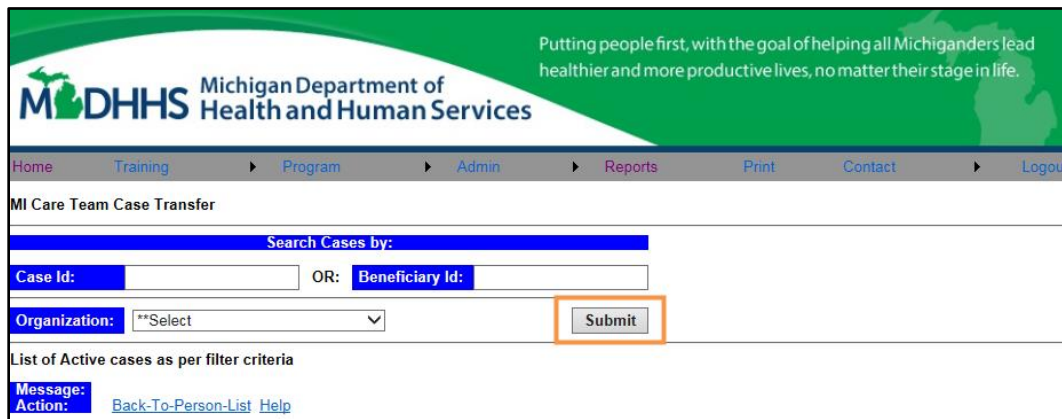 Putting people first, with the goal of helping all Michiganders lead
healthier and more productive lives, no matter their stage in life.
MDHHS Michigan Department of
Health and Human Services
Home Training Program Admin Reports Print Contact Logou
MI Care Team Case Transfer
Search Cases by:
Case Id: OR: Beneficiary Id:
Organization: **Select Submit
List of Active cases as per filter criteria
Message:
Action: Back-To-Person-List Help